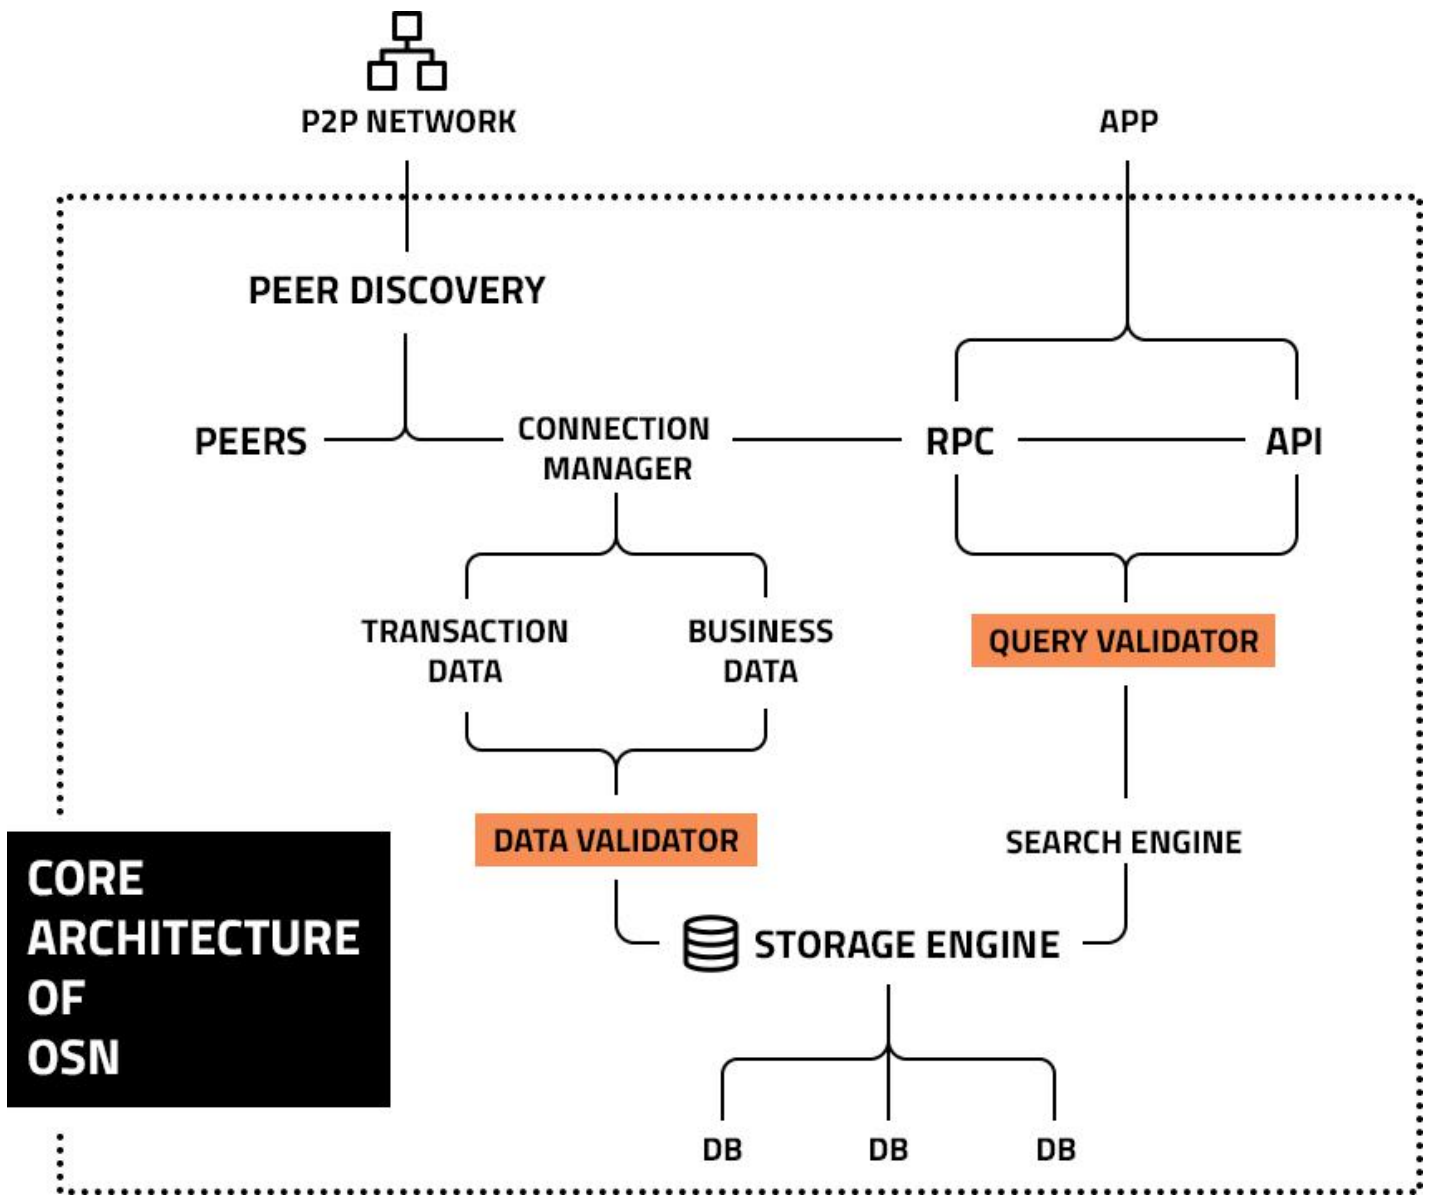 P2P NETWORK
APP
PEER DISCOVERY
PEERS
CONNECTION
MANAGER
RPC
API
TRANSACTION
DATA
BUSINESS
DATA
QUERY VALIDATOR
DATA VALIDATOR
SEARCH ENGINE
CORE
ARCHITECTURE
OF
OSN
STORAGE ENGINE
DB
DB
DB